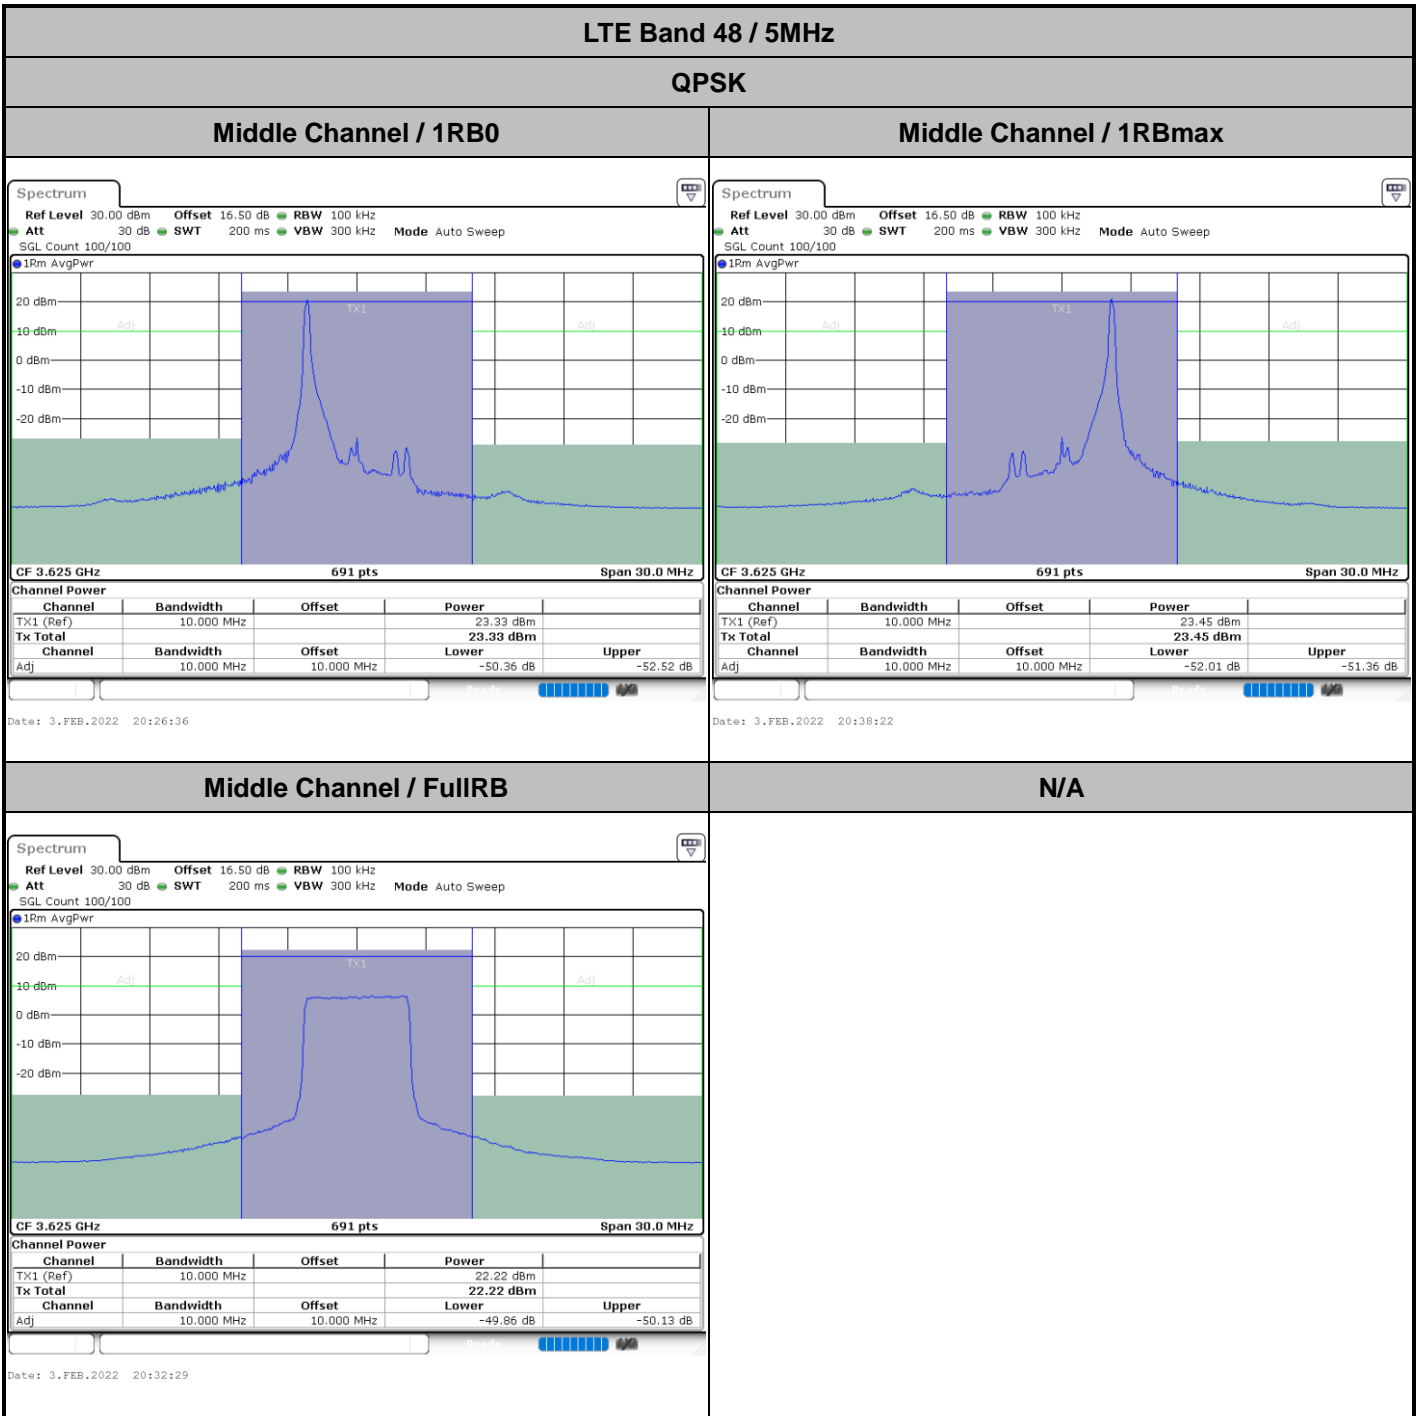 LTE Band 48 / 5MHz
QPSK
Middle Channel / 1RB0
Middle Channel / 1RBmax
Spectrum
Ref Level 30.00 dBm Offset 16.50 dB RBW 100 kHz
Att 30 dB SWT 200 ms VBW 300 kHz Mode Auto Sweep
SGL Count 100/100
1Rm AvgPwr
TX1
Adj
Adj
20 dBm
10 dBm
0 dBm
-10 dBm
-20 dBm
CF 3.625 GHz 691 pts Span 30.0 MHz
Channel Power
Channel Bandwidth Offset Power
TX1 (Ref) 10.000 MHz 23.33 dBm
Tx Total 23.33 dBm
Channel Bandwidth Offset Lower Upper
Adj 10.000 MHz 10.000 MHz -50.36 dB -52.52 dB
Ready
Date: 3.FEB.2022 20:26:36
Spectrum
Ref Level 30.00 dBm Offset 16.50 dB RBW 100 kHz
Att 30 dB SWT 200 ms VBW 300 kHz Mode Auto Sweep
SGL Count 100/100
1Rm AvgPwr
TX1
Adj
Adj
20 dBm
10 dBm
0 dBm
-10 dBm
-20 dBm
CF 3.625 GHz 691 pts Span 30.0 MHz
Channel Power
Channel Bandwidth Offset Power
TX1 (Ref) 10.000 MHz 23.45 dBm
Tx Total 23.45 dBm
Channel Bandwidth Offset Lower Upper
Adj 10.000 MHz 10.000 MHz -52.01 dB -51.36 dB
Ready
Date: 3.FEB.2022 20:38:22
Middle Channel / FullRB
N/A
Spectrum
Ref Level 30.00 dBm Offset 16.50 dB RBW 100 kHz
Att 30 dB SWT 200 ms VBW 300 kHz Mode Auto Sweep
SGL Count 100/100
1Rm AvgPwr
TX1
Adj
Adj
20 dBm
10 dBm
0 dBm
-10 dBm
-20 dBm
CF 3.625 GHz 691 pts Span 30.0 MHz
Channel Power
Channel Bandwidth Offset Power
TX1 (Ref) 10.000 MHz 22.22 dBm
Tx Total 22.22 dBm
Channel Bandwidth Offset Lower Upper
Adj 10.000 MHz 10.000 MHz -49.86 dB -50.13 dB
Ready
Date: 3.FEB.2022 20:32:29